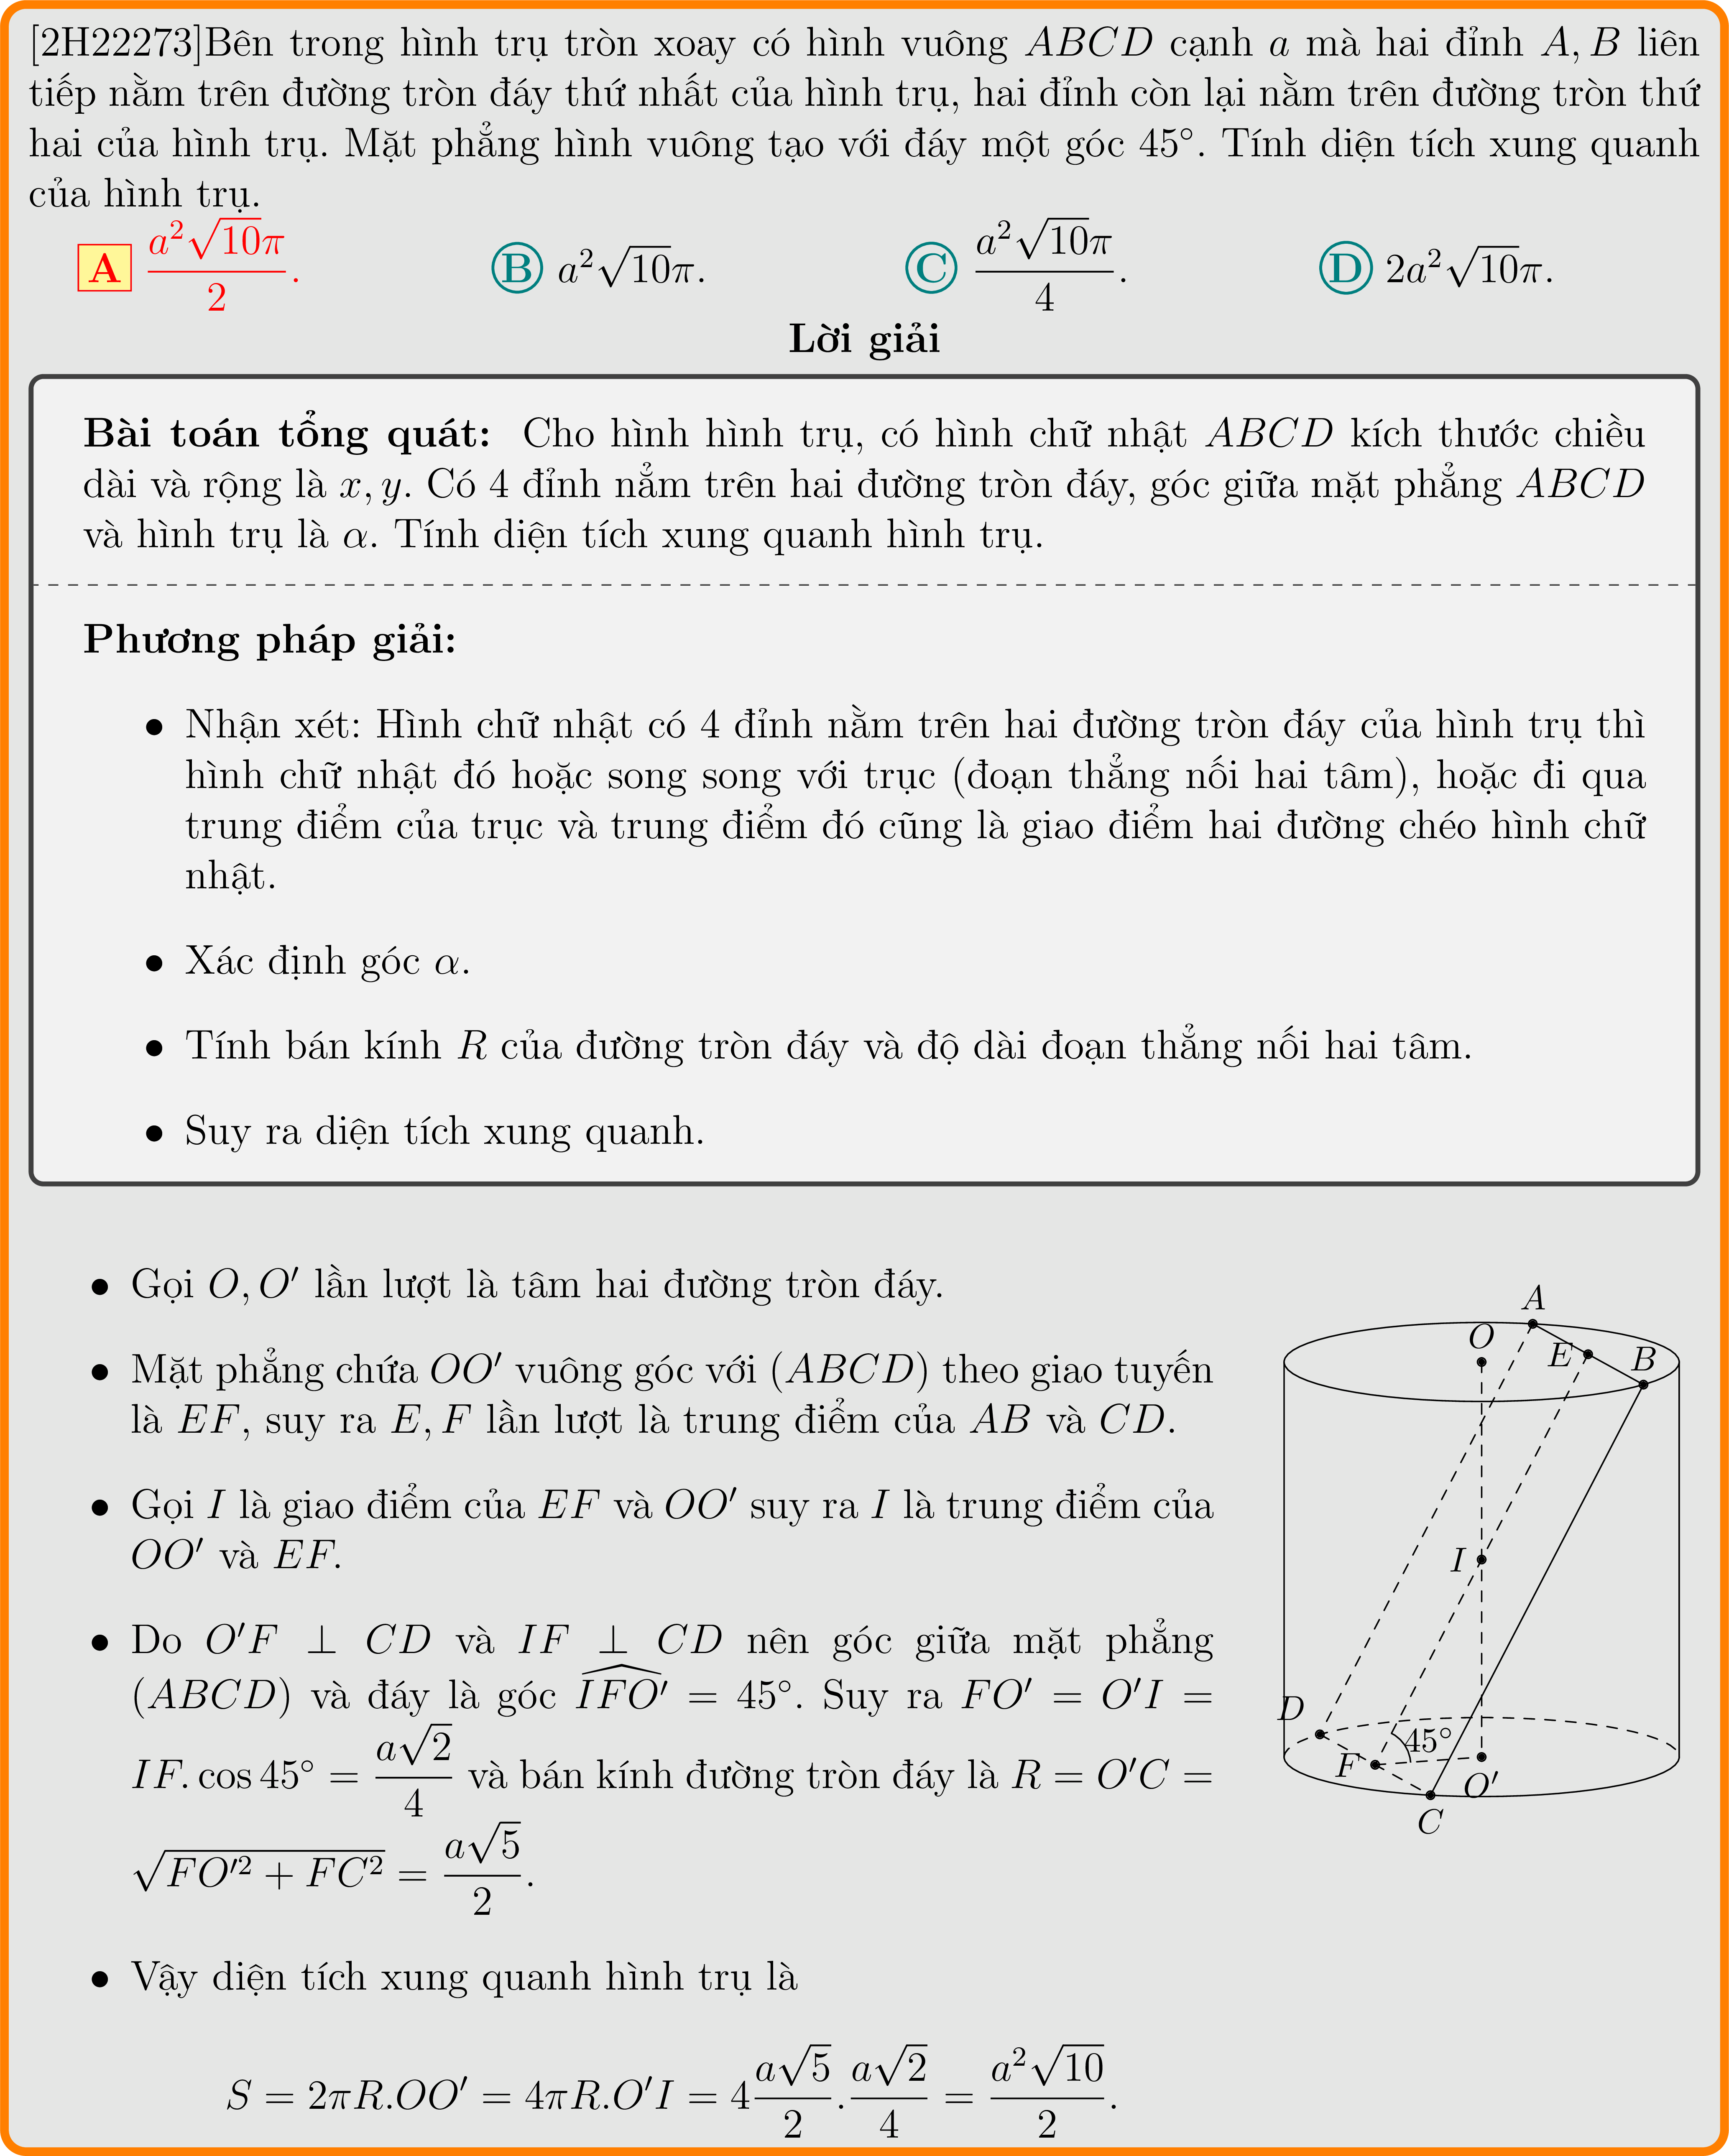 [2H22273]Bên trong hình trụ tròn xoay có hình vuông ABCD cạnh a mà hai đỉnh A, B liên
tiếp nằm trên đường tròn đáy thứ nhất của hình trụ, hai đỉnh còn lại nằm trên đường tròn thứ
hai của hình trụ. Mặt phẳng hình vuông tạo với đáy một góc 45°. Tính diện tích xung quanh
của hình trụ.
A $\dfrac{a^2\sqrt{10}\pi}{2}$. B $a^2\sqrt{10}\pi$. C $\dfrac{a^2\sqrt{10}\pi}{4}$. D $2a^2\sqrt{10}\pi$.
Lời giải
Bài toán tổng quát: Cho hình hình trụ, có hình chữ nhật ABCD kích thước chiều
dài và rộng là x, y. Có 4 đỉnh nẳm trên hai đường tròn đáy, góc giữa mặt phẳng ABCD
và hình trụ là α. Tính diện tích xung quanh hình trụ.
Phương pháp giải:
• Nhận xét: Hình chữ nhật có 4 đỉnh nằm trên hai đường tròn đáy của hình trụ thì
hình chữ nhật đó hoặc song song với trục (đoạn thẳng nối hai tâm), hoặc đi qua
trung điểm của trục và trung điểm đó cũng là giao điểm hai đường chéo hình chữ
nhật.
• Xác định góc α.
• Tính bán kính R của đường tròn đáy và độ dài đoạn thẳng nối hai tâm.
• Suy ra diện tích xung quanh.
• Gọi O, O′ lần lượt là tâm hai đường tròn đáy.
• Mặt phẳng chứa OO′ vuông góc với (ABCD) theo giao tuyến
là EF, suy ra E, F lần lượt là trung điểm của AB và CD.
• Gọi I là giao điểm của EF và OO′ suy ra I là trung điểm của
OO′ và EF.
• Do O′F ⊥ CD và IF ⊥ CD nên góc giữa mặt phẳng
(ABCD) và đáy là góc $\widehat{IFO'}$ = 45°. Suy ra FO′ = O′I =
IF. cos 45° = $\dfrac{a\sqrt{2}}{4}$ và bán kính đường tròn đáy là R = O′C =
$\sqrt{FO'^2 + FC^2} = \dfrac{a\sqrt{5}}{2}$.
• Vậy diện tích xung quanh hình trụ là
$S = 2\pi R.OO' = 4\pi R.O'I = 4\dfrac{a\sqrt{5}}{2}.\dfrac{a\sqrt{2}}{4} = \dfrac{a^2\sqrt{10}}{2}$.
A
O
E
B
I
D
45°
F
O′
C